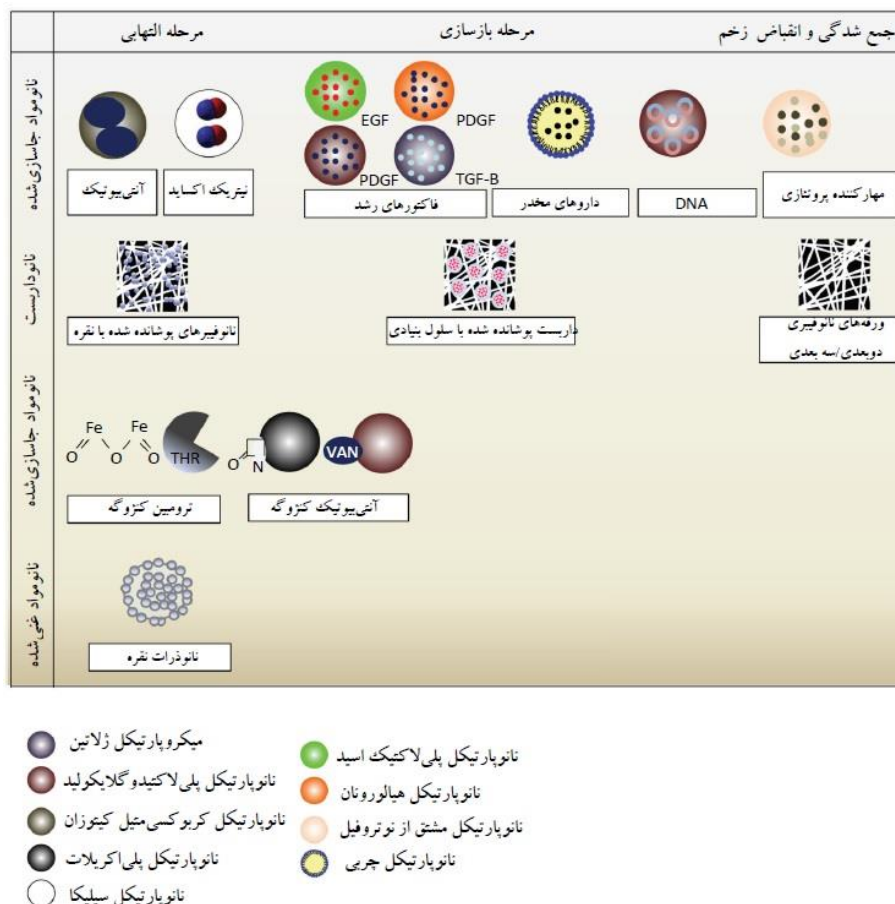 جمع شدگی و انقباض زخم
مرحله بازسازی
مرحله التهابی
نانومواد جاسازی‌شده
EGF
PDGF
PDGF
TGF-B
آنتی‌بیوتیک
نیتریک اکساید
فاکتورهای رشد
داروهای مخدر
DNA
مهارکننده پروتئازی
نانوداربست
نانوفیبرهای پوشانده شده با نقره
داربست پوشانده شده با سلول بنیادی
ورقه‌های نانوفیبری
دوبعدی/سه بعدی
نانومواد جاسازی‌شده
Fe
Fe
O
O
O
THR
O
N
VAN
ترومبین کنژوگه
آنتی‌بیوتیک کنژوگه
نانومواد غنی‌شده
نانوذرات نقره
نانوپارتیکل پلی‌لاکتیک اسید
نانوپارتیکل هیالورونان
نانوپارتیکل مشتق از نوتروفیل
نانوپارتیکل چربی
میکروپارتیکل ژلاتین
نانوپارتیکل پلی‌لاکتیدوگلایکولید
نانوپارتیکل کربوکسی‌متیل کیتوزان
نانوپارتیکل پلی‌اکریلات
نانوپارتیکل سیلیکا